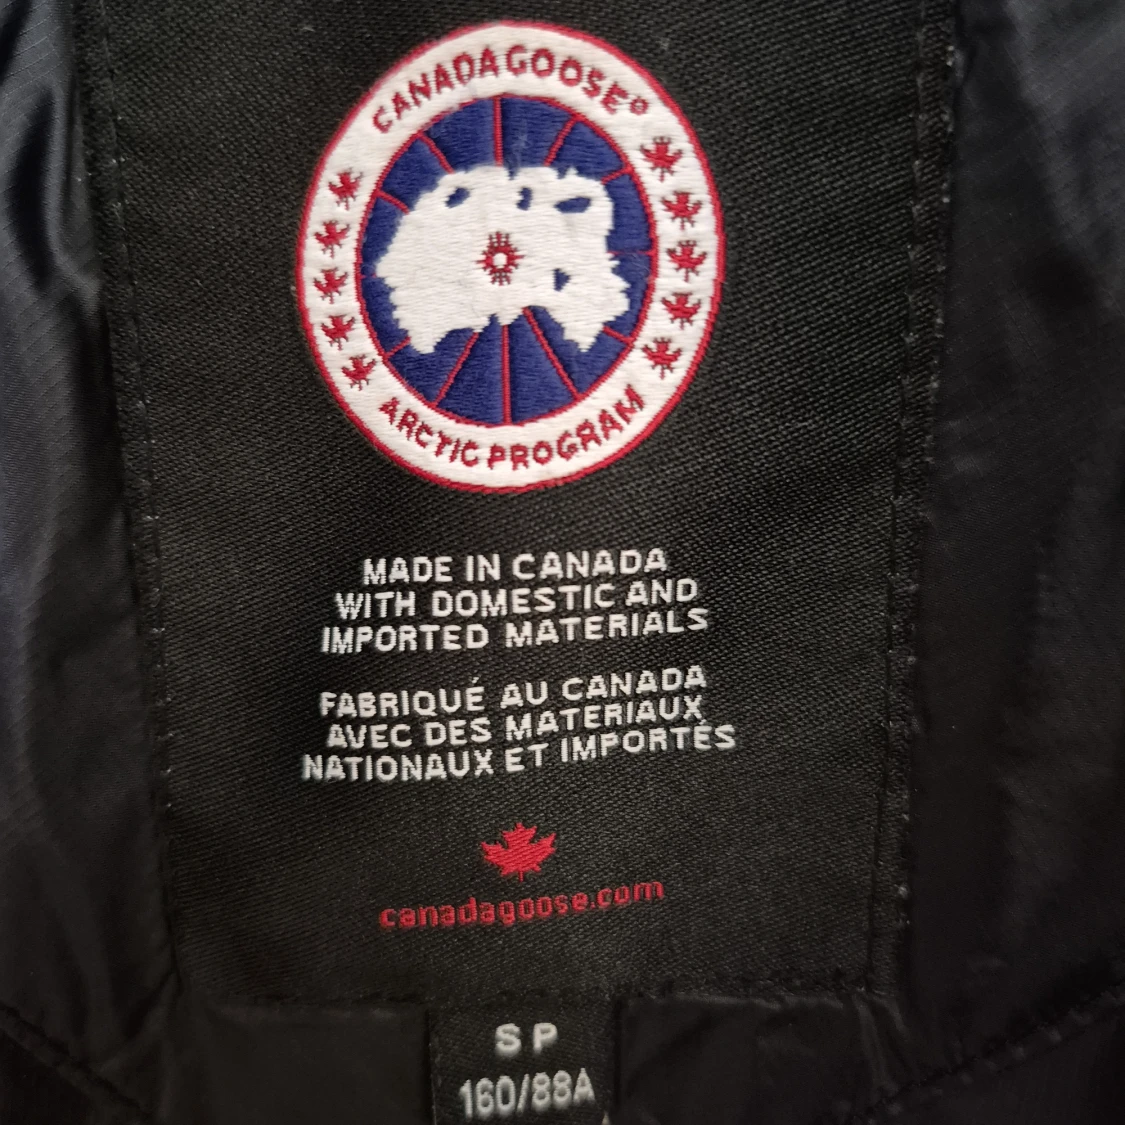 CANADA GOOSE®
ARCTIC PROGRAM
MADE IN CANADA
WITH DOMESTIC AND
IMPORTED MATERIALS
FABRIQUÉ AU CANADA
AVEC DES MATERIAUX
NATIONAUX ET IMPORTÉS
canadagoose.com
S P
160/88A